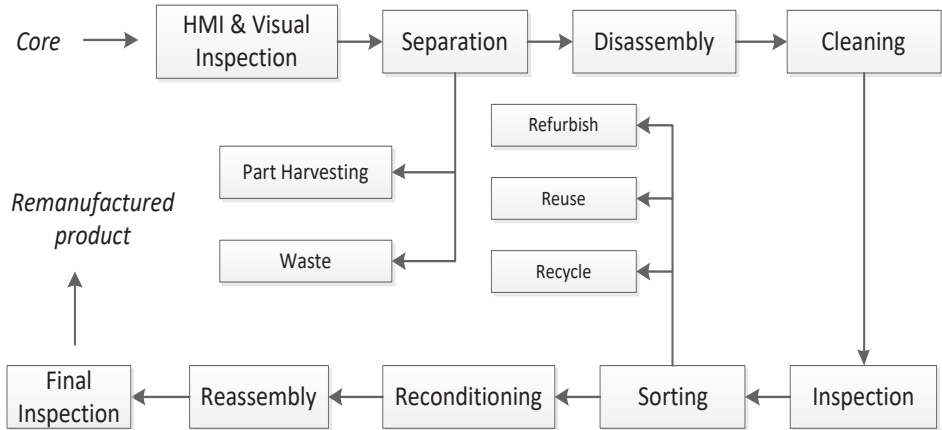 Core
HMI & Visual
Inspection
Separation
Disassembly
Cleaning
Refurbish
Part Harvesting
Reuse
Remanufactured
product
Waste
Recycle
Final
Inspection
Reassembly
Reconditioning
Sorting
Inspection